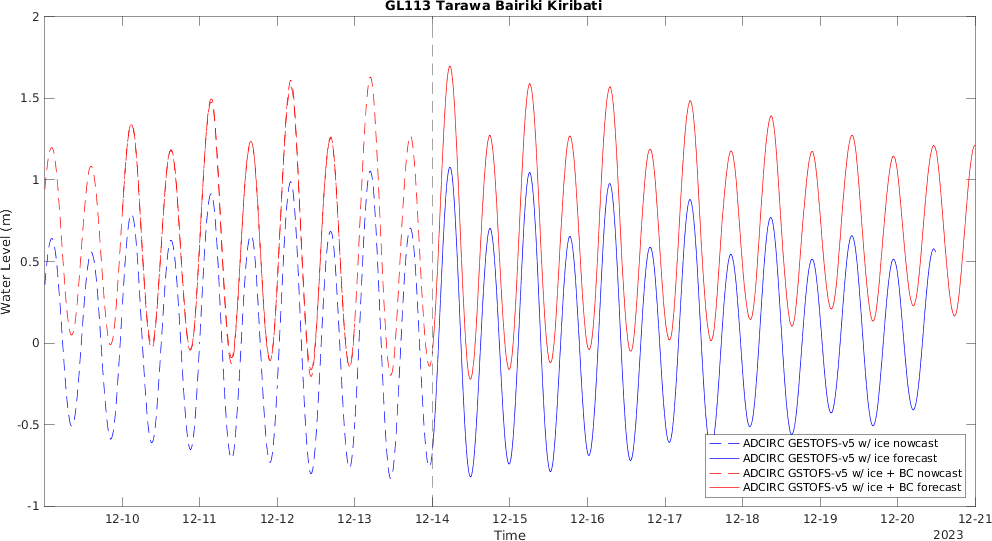 GL113 Tarawa Bairiki Kiribati
2
1.5
1
0.5
0
-0.5
-1
Water Level (m)
ADCIRC GESTOFS-v5 w/ ice nowcast
ADCIRC GESTOFS-v5 w/ ice forecast
ADCIRC GSTOFS-v5 w/ ice + BC nowcast
ADCIRC GSTOFS-v5 w/ ice + BC forecast
12-10 12-11 12-12 12-13 12-14 12-15 12-16 12-17 12-18 12-19 12-20 12-21
Time
2023